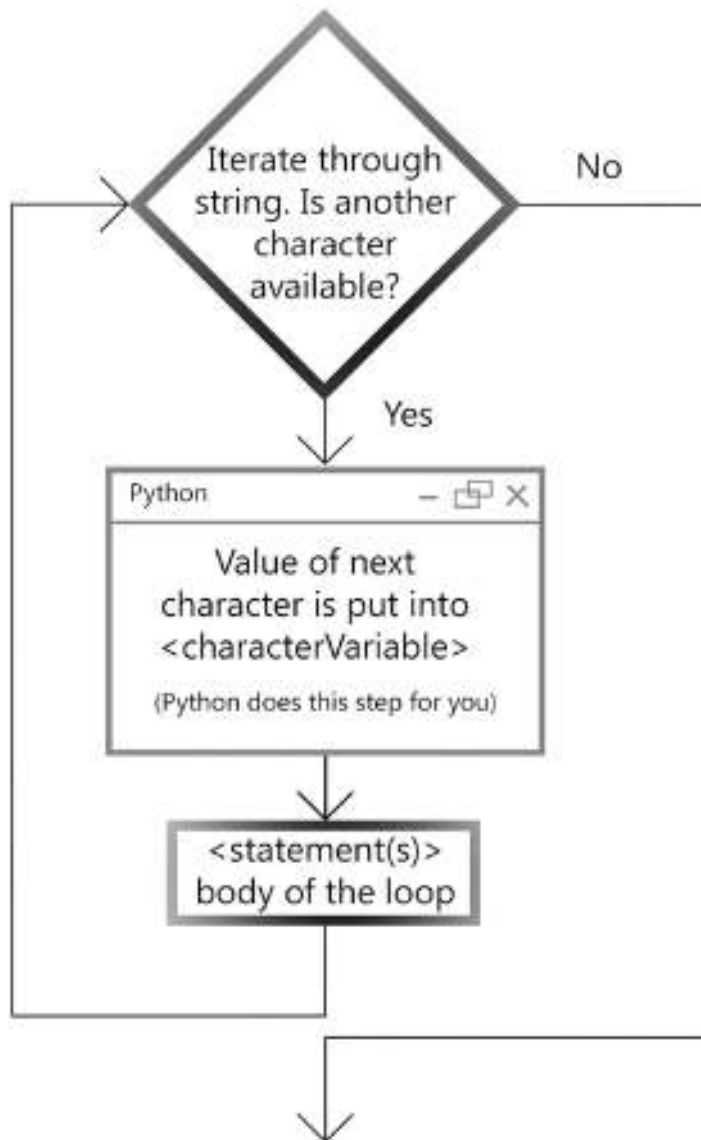 Iterate through
string. Is another
character
available?
No
Yes
Python
Value of next
character is put into
<characterVariable>
(Python does this step for you)
<statement(s)>
body of the loop